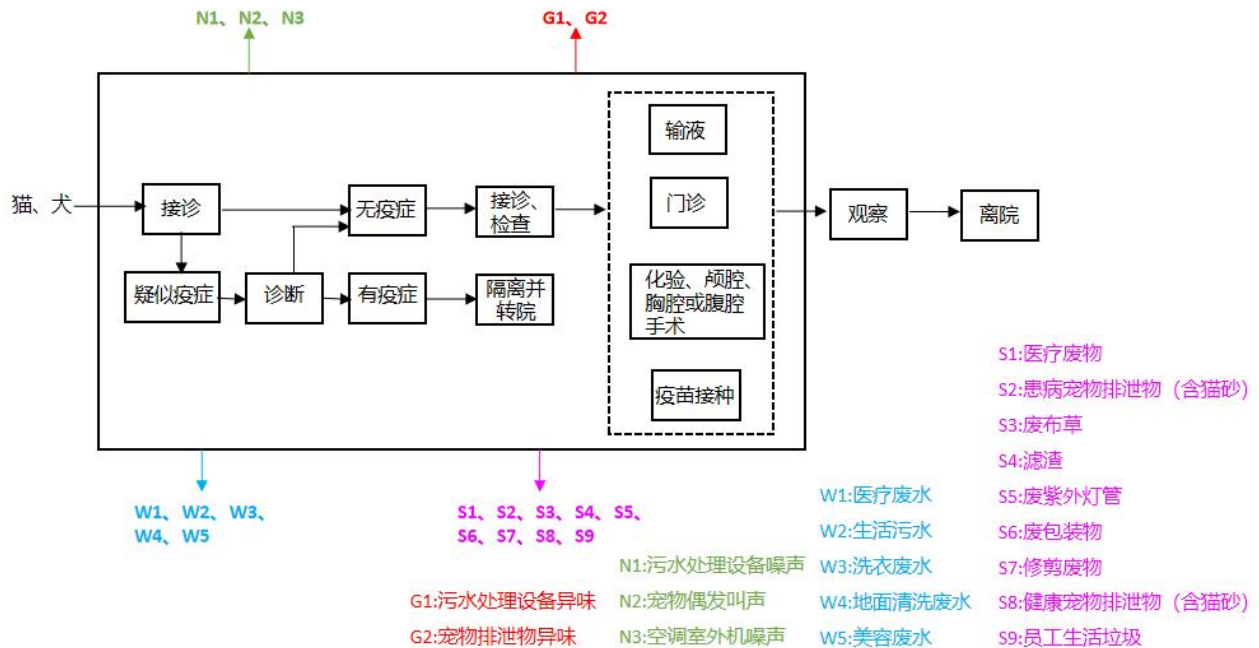 N1、N2、N3
G1、G2
猫、犬
接诊
无疫症
接诊、
检查
疑似疫症
诊断
有疫症
隔离并
转院
输液
门诊
化验、颅腔、
胸腔或腹腔
手术
疫苗接种
观察
离院
W1、W2、W3、
W4、W5
S1、S2、S3、S4、S5、
S6、S7、S8、S9
G1:污水处理设备异味
G2:宠物排泄物异味
N1:污水处理设备噪声
N2:宠物偶发叫声
N3:空调室外机噪声
W1:医疗废水
W2:生活污水
W3:洗衣废水
W4:地面清洗废水
W5:美容废水
S1:医疗废物
S2:患病宠物排泄物（含猫砂）
S3:废布草
S4:滤渣
S5:废紫外灯管
S6:废包装物
S7:修剪废物
S8:健康宠物排泄物（含猫砂）
S9:员工生活垃圾